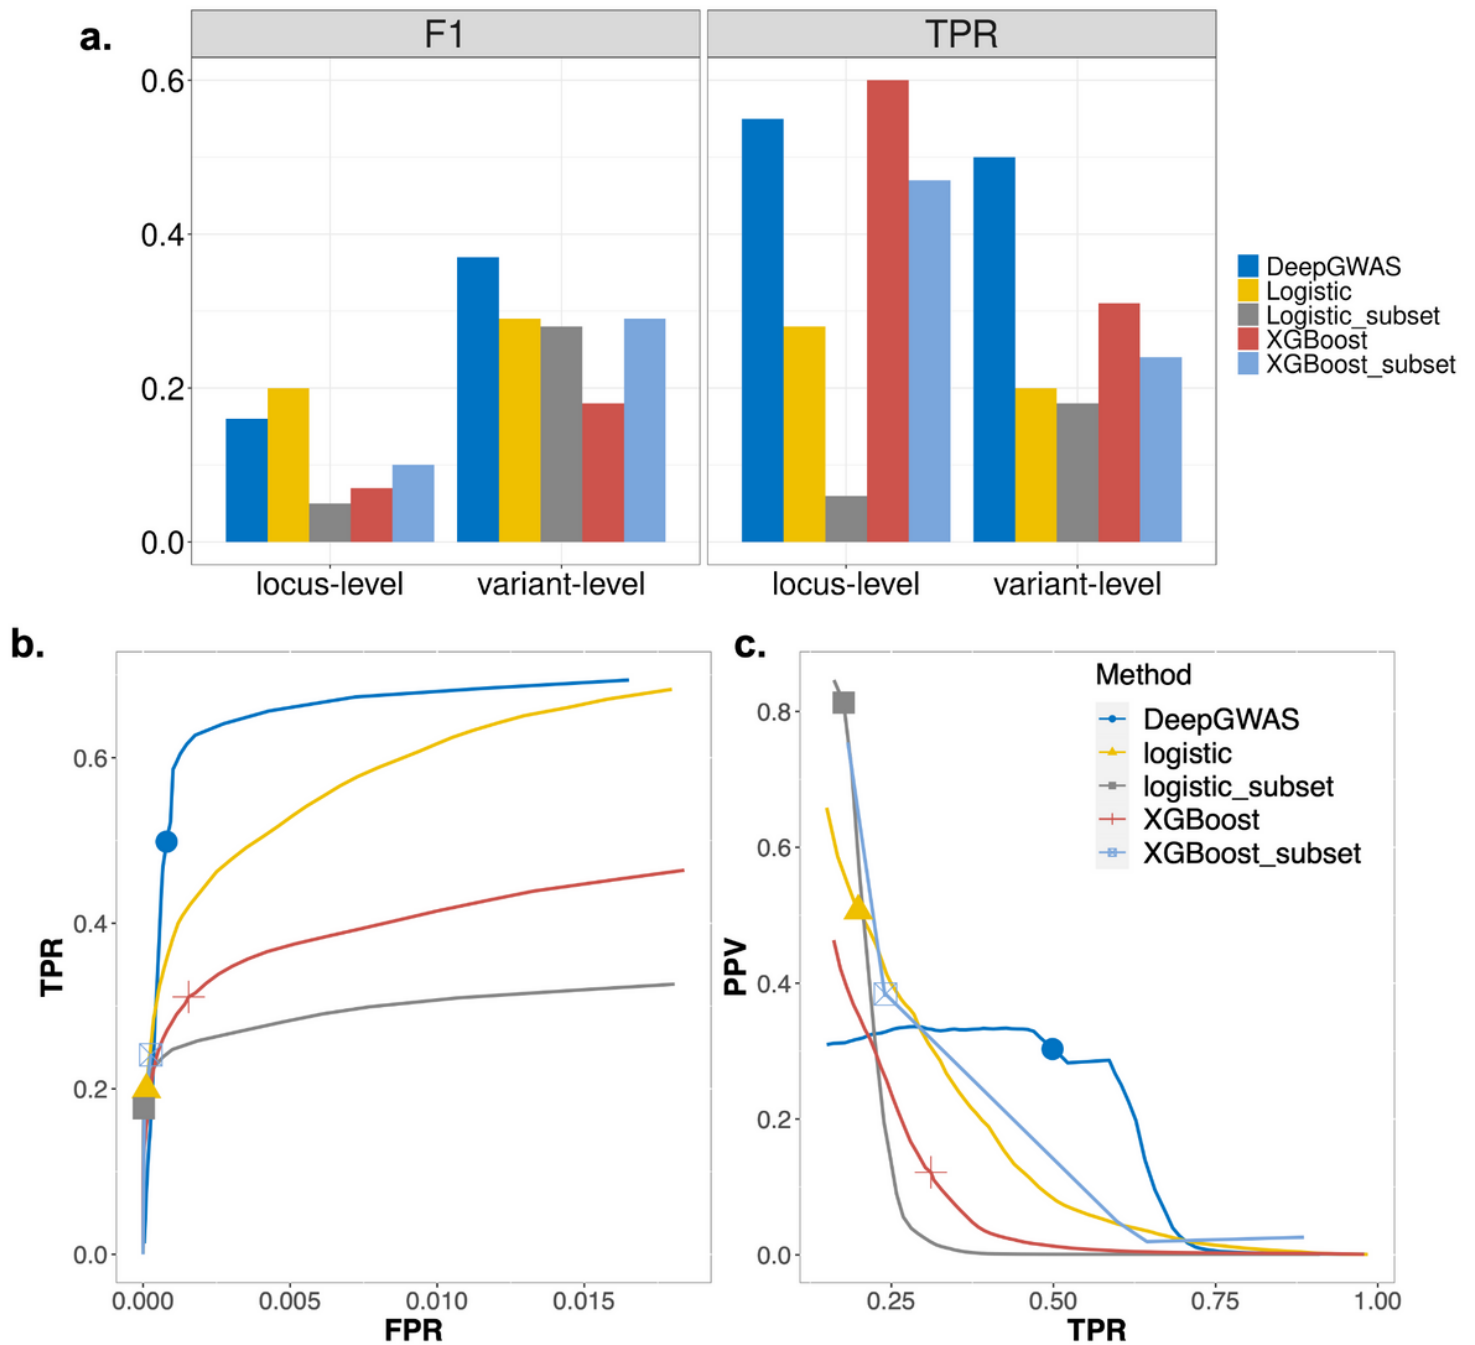 a.
F1
TPR
0.6
0.4
0.2
0.0
locus-level
variant-level
locus-level
variant-level
DeepGWAS
Logistic
Logistic_subset
XGBoost
XGBoost_subset
b.
TPR
0.6
0.4
0.2
0.0
0.000
0.005
0.010
0.015
FPR
c.
PPV
0.8
0.6
0.4
0.2
0.0
Method
DeepGWAS
logistic
logistic_subset
XGBoost
XGBoost_subset
0.25
0.50
0.75
1.00
TPR